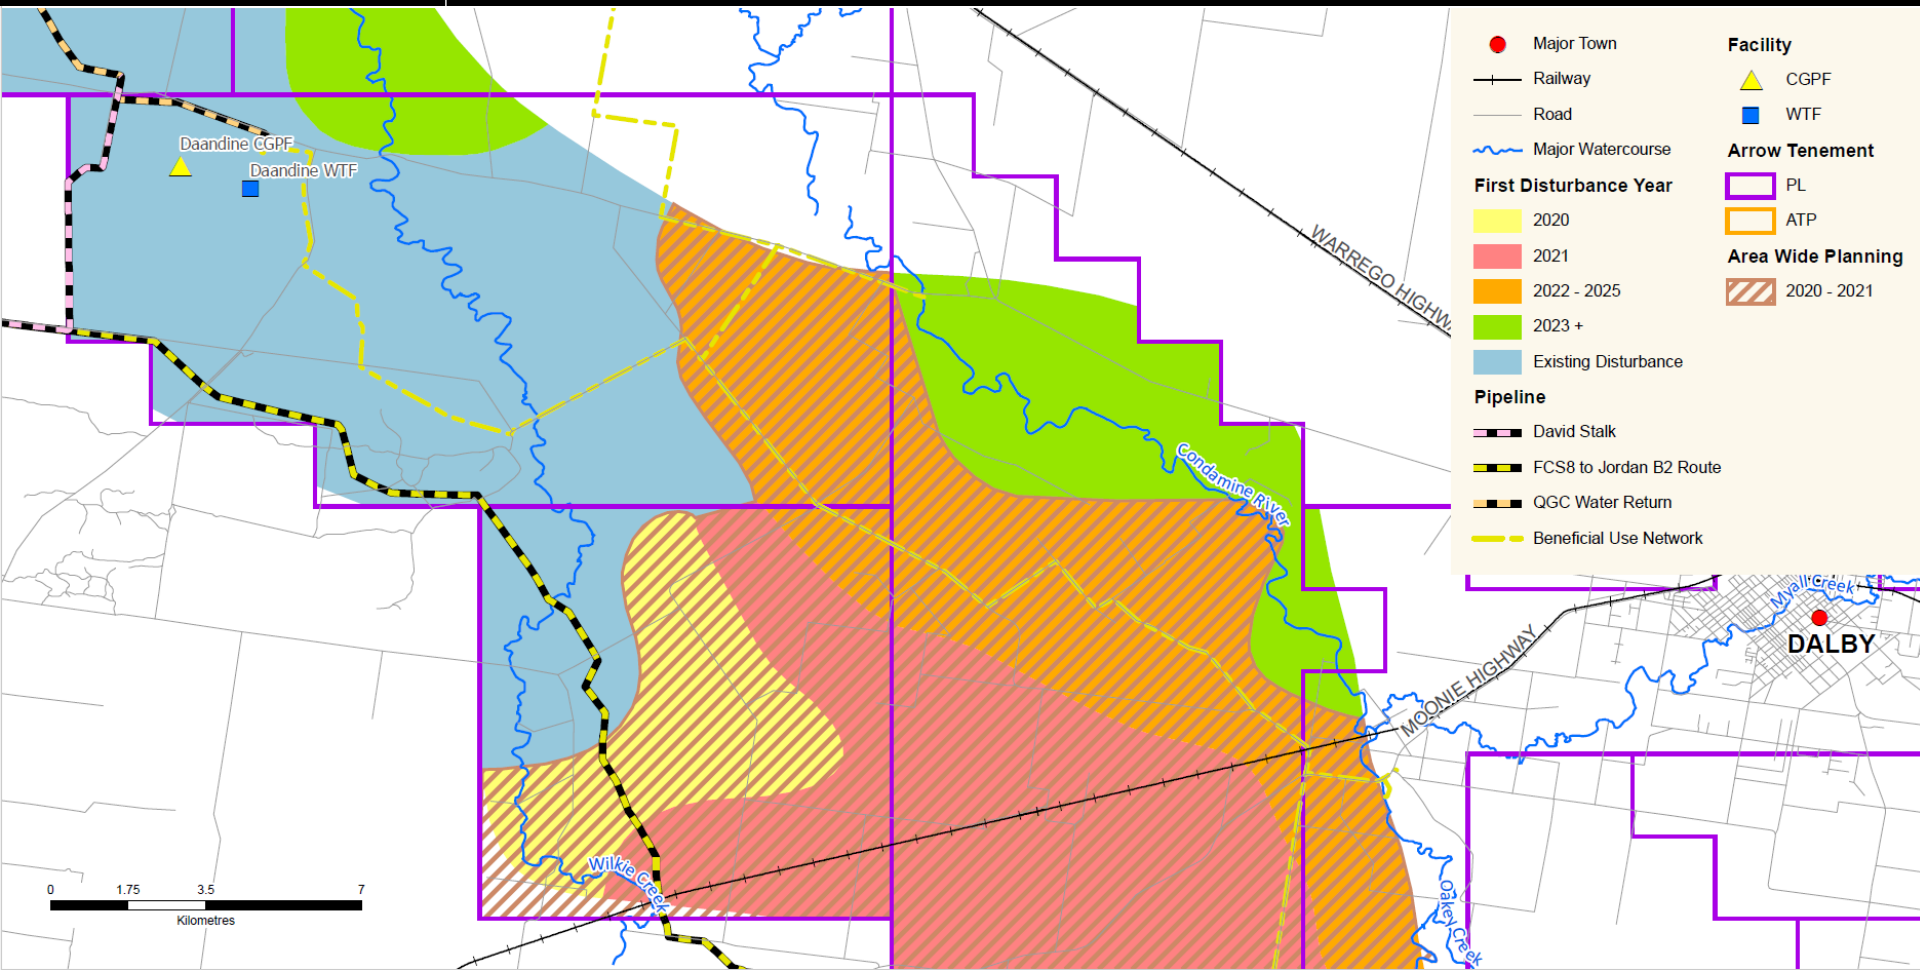 Daandine CGPF
Daandine WTF
WARREGO HIGHW
Condamine River
MOONIE HIGHWAY
Myall Creek
DALBY
Wilkie Creek
Oakey Creek
0 1.75 3.5 7
Kilometres
Major Town
Railway
Road
Major Watercourse
First Disturbance Year
2020
2021
2022 - 2025
2023 +
Existing Disturbance
Pipeline
David Stalk
FCS8 to Jordan B2 Route
QGC Water Return
Beneficial Use Network
Facility
CGPF
WTF
Arrow Tenement
PL
ATP
Area Wide Planning
2020 - 2021